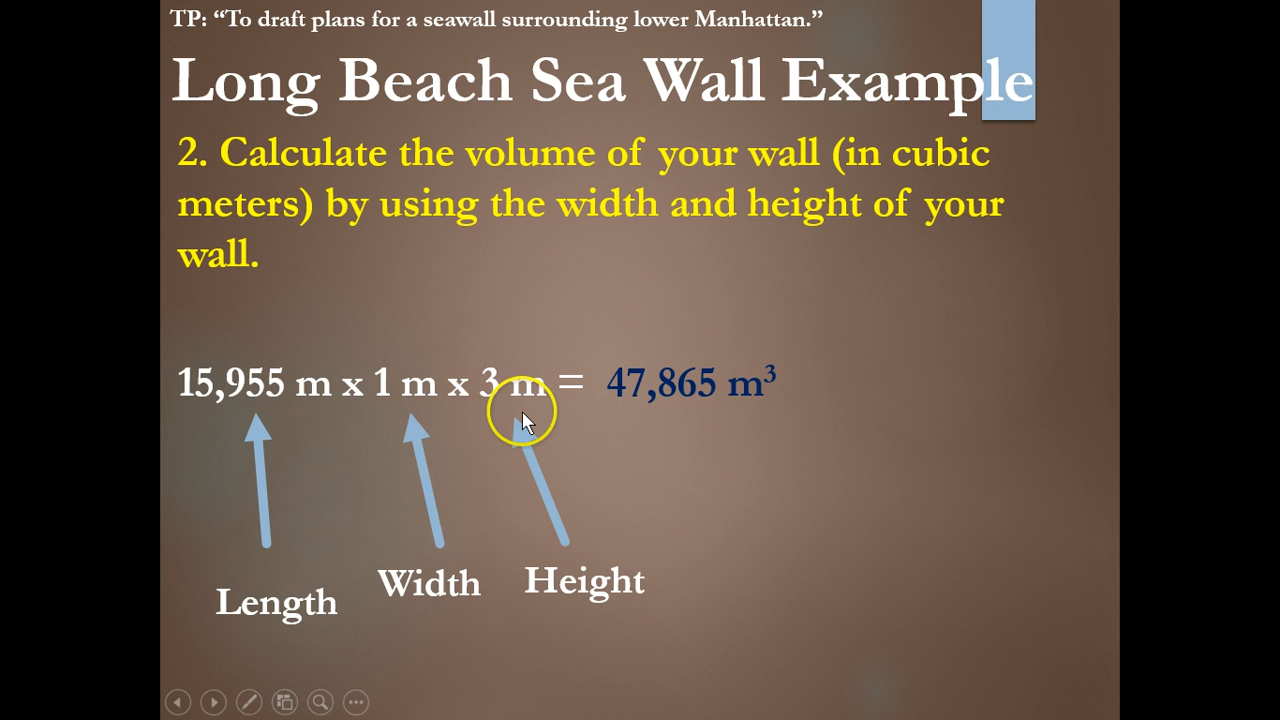 TP: “To draft plans for a seawall surrounding lower Manhattan.”
Long Beach Sea Wall Example
2. Calculate the volume of your wall (in cubic
meters) by using the width and height of your
wall.
15,955 m x 1 m x 3 m = 47,865 m³
Length
Width
Height